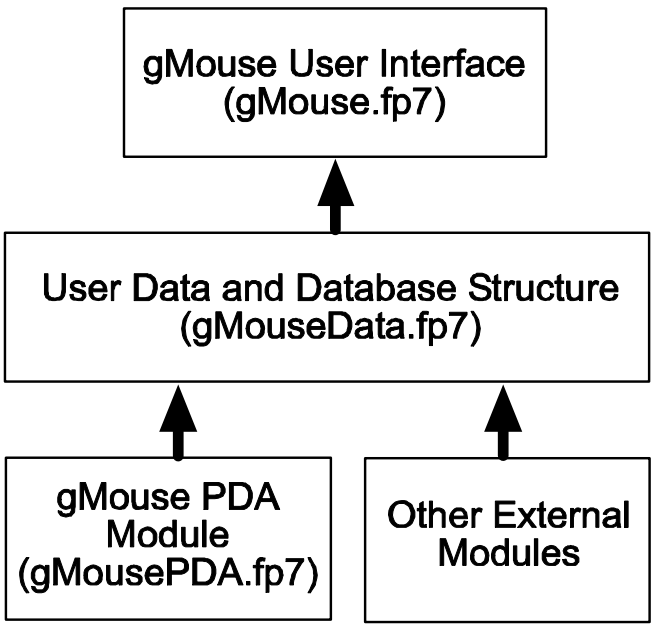 gMouse User Interface
(gMouse.fp7)
User Data and Database Structure
(gMouseData.fp7)
gMouse PDA
Module
(gMousePDA.fp7)
Other External
Modules